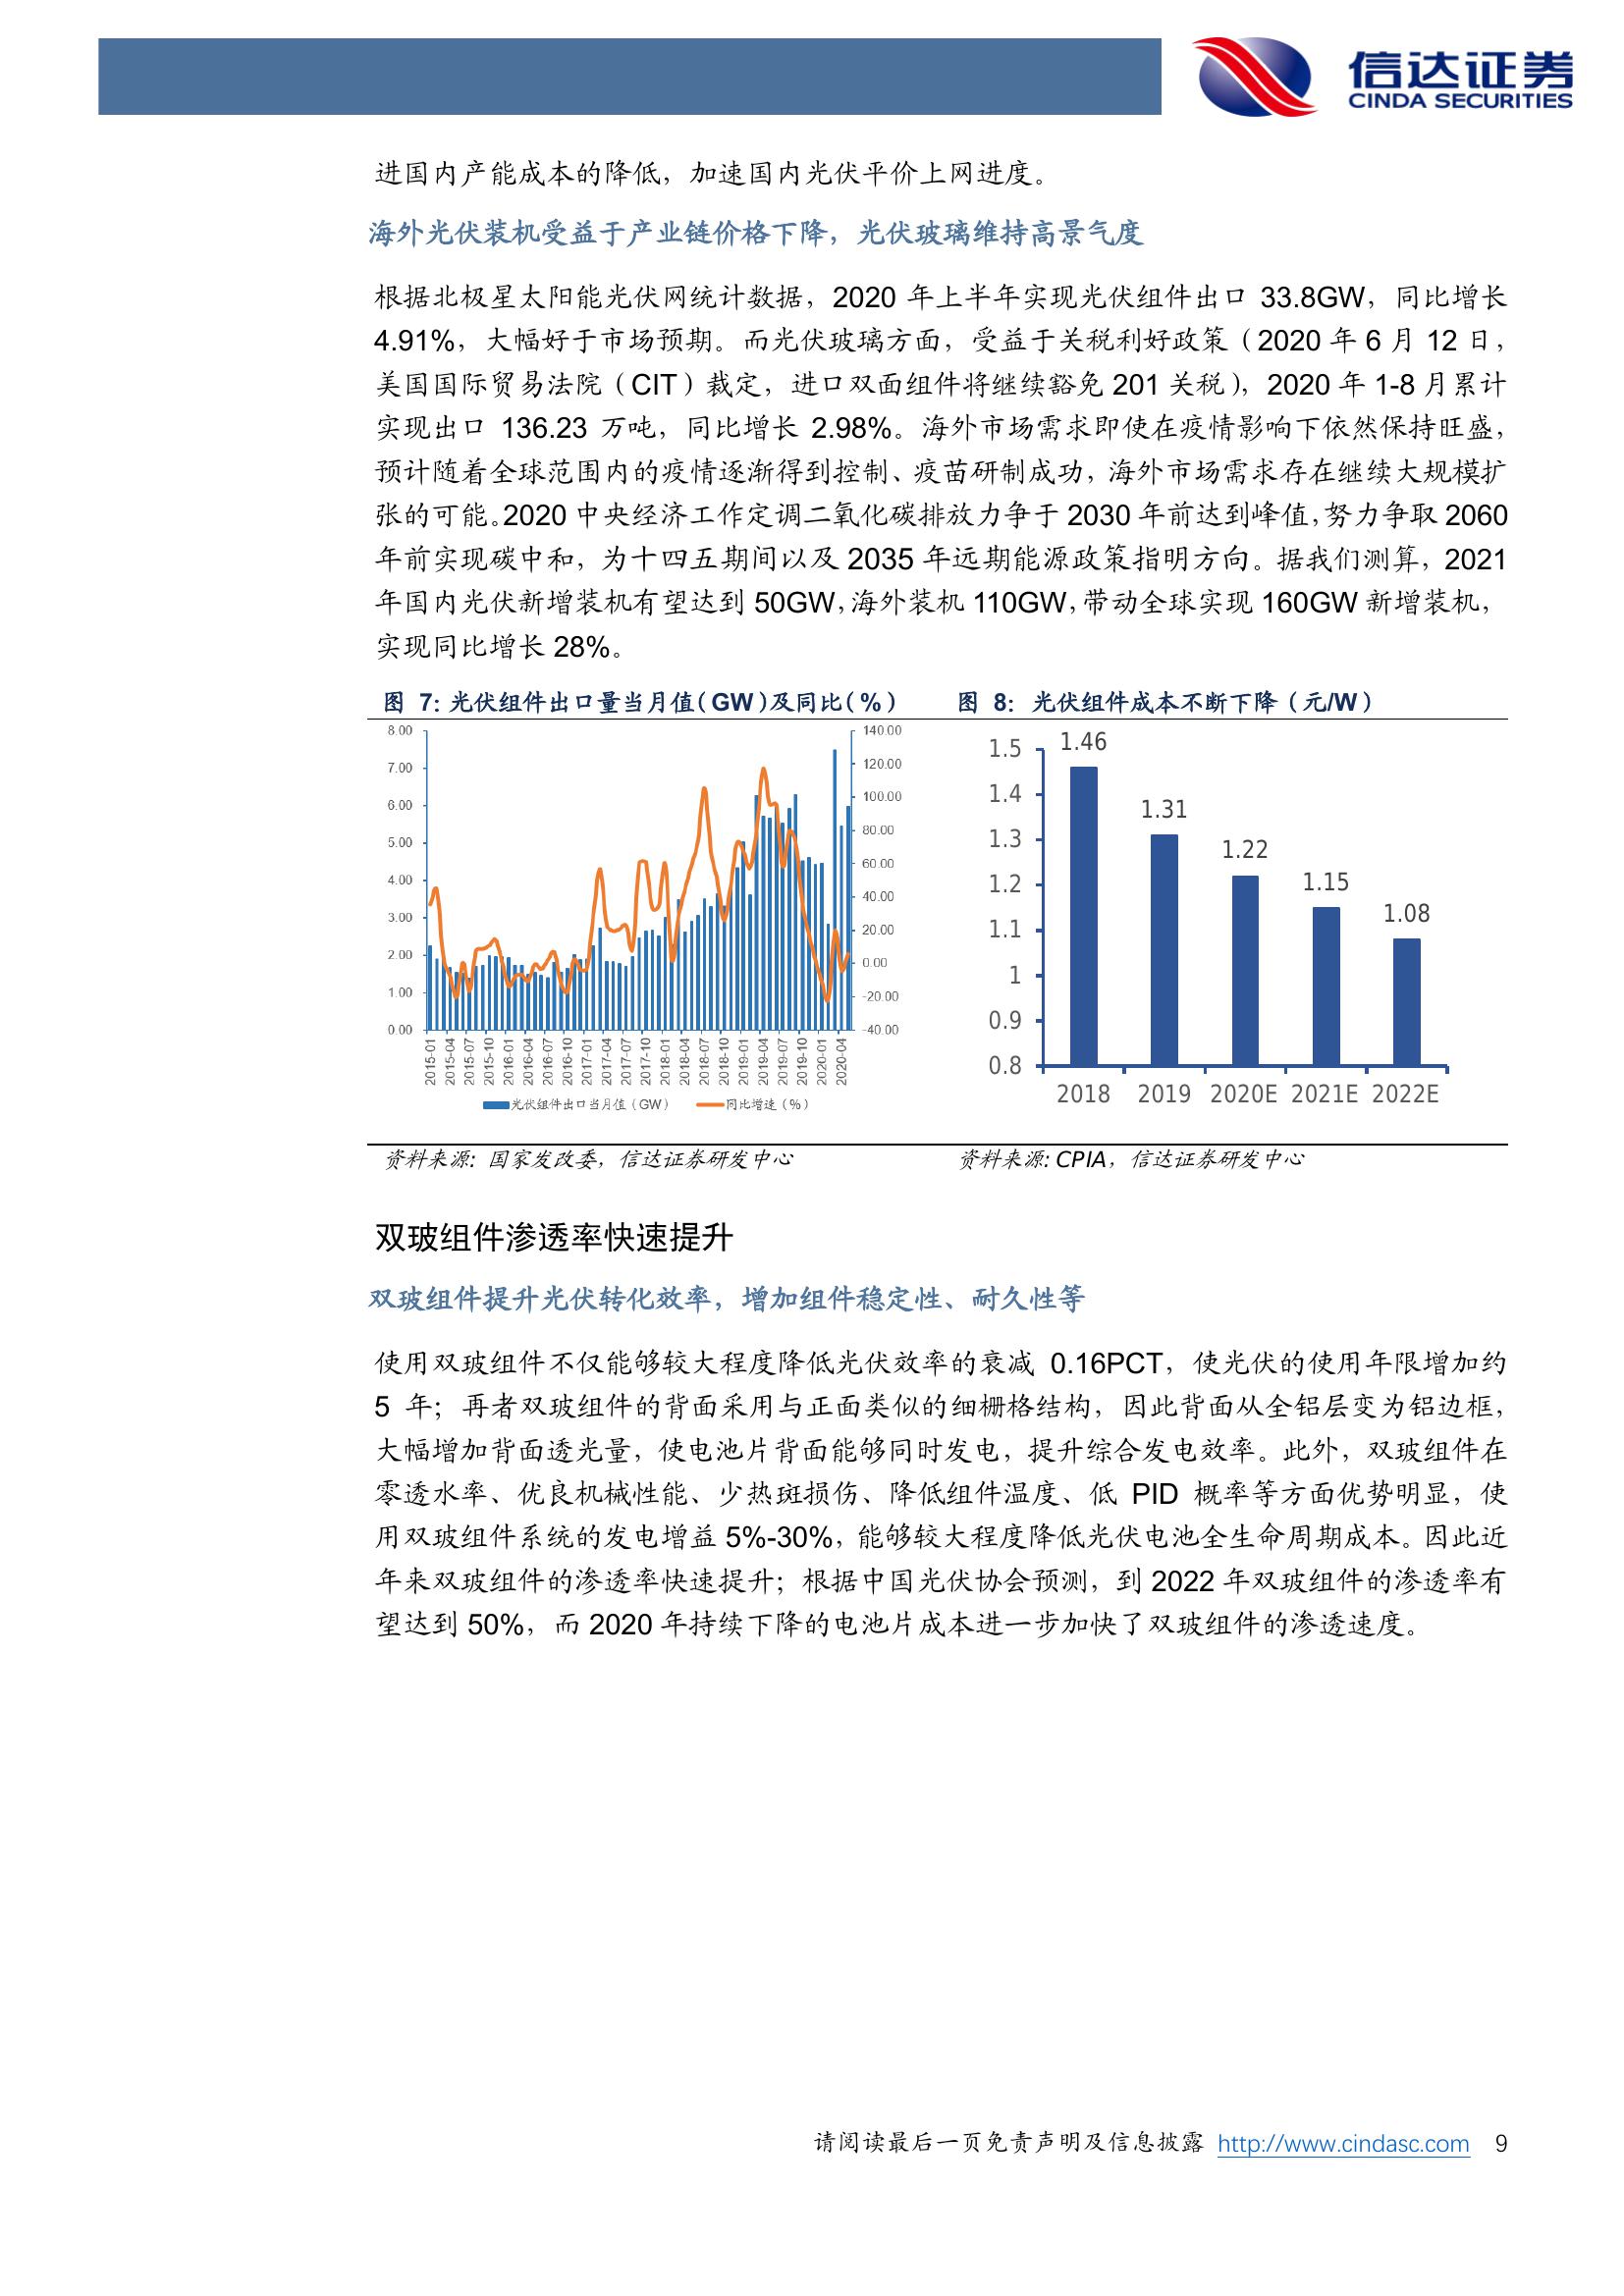 信达证券
CINDA SECURITIES
进国内产能成本的降低，加速国内光伏平价上网进度。
海外光伏装机受益于产业链价格下降，光伏玻璃维持高景气度
根据北极星太阳能光伏网统计数据，2020 年上半年实现光伏组件出口 33.8GW，同比增长
4.91%，大幅好于市场预期。而光伏玻璃方面，受益于关税利好政策（2020 年 6 月 12 日，
美国国际贸易法院（CIT）裁定，进口双面组件将继续豁免 201 关税），2020 年 1-8 月累计
实现出口 136.23 万吨，同比增长 2.98%。海外市场需求即使在疫情影响下依然保持旺盛，
预计随着全球范围内的疫情逐渐得到控制、疫苗研制成功，海外市场需求存在继续大规模扩
张的可能。2020 中央经济工作定调二氧化碳排放力争于 2030 年前达到峰值，努力争取 2060
年前实现碳中和，为十四五期间以及 2035 年远期能源政策指明方向。据我们测算，2021
年国内光伏新增装机有望达到 50GW，海外装机 110GW，带动全球实现 160GW 新增装机，
实现同比增长 28%。
图 7：光伏组件出口量当月值（GW）及同比（%）
8.00
7.00
6.00
5.00
4.00
3.00
2.00
1.00
0.00
140.00
120.00
100.00
80.00
60.00
40.00
20.00
0.00
-20.00
-40.00
2015-01
2015-04
2015-07
2015-10
2016-01
2016-04
2016-07
2016-10
2017-01
2017-04
2017-07
2017-10
2018-01
2018-04
2018-07
2018-10
2019-01
2019-04
2019-07
2019-10
2020-01
2020-04
光伏组件出口当月值（GW） 同比增速（%）
资料来源：国家发改委，信达证券研发中心
图 8：光伏组件成本不断下降（元/W）
1.5
1.4
1.3
1.2
1.1
1
0.9
0.8
1.46
1.31
1.22
1.15
1.08
2018 2019 2020E 2021E 2022E
资料来源：CPIA，信达证券研发中心
双玻组件渗透率快速提升
双玻组件提升光伏转化效率，增加组件稳定性、耐久性等
使用双玻组件不仅能够较大程度降低光伏效率的衰减 0.16PCT，使光伏的使用年限增加约
5 年；再者双玻组件的背面采用与正面类似的细栅格结构，因此背面从全铝层变为铝边框，
大幅增加背面透光量，使电池片背面能够同时发电，提升综合发电效率。此外，双玻组件在
零透水率、优良机械性能、少热斑损伤、降低组件温度、低 PID 概率等方面优势明显，使
用双玻组件系统的发电增益 5%-30%，能够较大程度降低光伏电池全生命周期成本。因此近
年来双玻组件的渗透率快速提升；根据中国光伏协会预测，到 2022 年双玻组件的渗透率有
望达到 50%，而 2020 年持续下降的电池片成本进一步加快了双玻组件的渗透速度。
请阅读最后一页免责声明及信息披露 http://www.cindasc.com 9